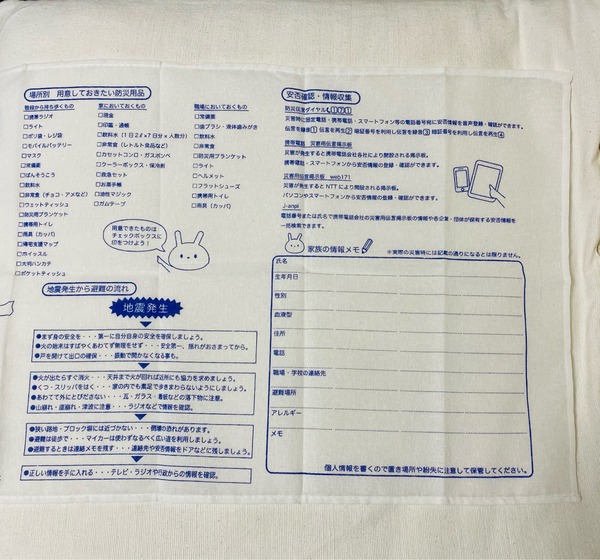 場所別　用意しておきたい防災用品
普段から持ち歩くもの
□携帯ラジオ
□ライト
□ポリ袋・レジ袋
□モバイルバッテリー
□マスク
□常備薬
□ばんそうこう
□飲料水
□非常食（チョコ・アメなど）
□ウェットティッシュ
□防災用ブランケット
□携帯用トイレ
□雨具（カッパ）
□帰宅支援マップ
□ホイッスル
□大判ハンカチ
□ポケットティッシュ
家においておくもの
□現金
□印鑑・通帳
□飲料水（1日2ℓ×7日分×人数分）
□非常食（レトルト食品など）
□カセットコンロ・ガスボンベ
□クーラーボックス・保冷剤
□救急セット
□お薬手帳
□油性マジック
□ガムテープ
職場においておくもの
□常備薬
□歯ブラシ・液体歯みがき
□飲料水
□非常食
□防災用ブランケット
□ライト
□ヘルメット
□フラットシューズ
□携帯用トイレ
□雨具（カッパ）
用意できたものは
チェックボックスに
印をつけよう！
地震発生から避難の流れ
地震発生
●まず身の安全を・・・第一に自分自身の安全を確保しましょう。
●火の始末はすばやくあわてず無理をせず・・・安全第一、揺れがおさまってから。
●戸を開けて出口の確保・・・振動で開かなくなる事も。
●火が出たらすぐ消火・・・天井まで火が回れば近所にも協力を求めましょう。
●くつ・スリッパをはく・・・家の内でも素足で歩きまわらないようにしましょう。
●あわてて外にとびださない・・・瓦・ガラス・看板などの落下物に注意。
●山崩れ・崖崩れ・津波に注意・・・ラジオなどで情報を確認。
●狭い路地・ブロック塀には近づかない・・・倒壊の恐れがあります。
●避難は徒歩で・・・マイカーは使わずなるべく広い道を利用しましょう。
●避難するときは連絡メモを残す・・・連絡先や安否情報をドアなどに残しましょう。
●正しい情報を手に入れる・・・テレビ・ラジオや行政からの情報を確認。
安否確認・情報収集
防災伝言ダイヤル 171
災害時に固定電話・携帯電話・スマートフォン等の電話番号宛に安否情報を音声登録・確認ができます。
伝言を録音1 伝言を再生2 暗証番号を利用し伝言を録音3 暗証番号を利用し伝言を再生4
携帯電話　災害用伝言掲示板
災害が発生すると携帯電話会社各社により開設される掲示板。
携帯電話・スマートフォンから安否情報の登録・確認ができます。
災害用伝言掲示板　web171
災害が発生すると NTT により開設される掲示板。
パソコンやスマートフォンから安否情報の登録・確認ができます。
J-anpi
電話番号または氏名で携帯電話会社の災害用伝言掲示板の情報や各企業・団体が保有する安否情報を
一括検索できます。
家族の情報メモ
※実際の災害時には記載の通りになるとは限りません。
氏名
生年月日
性別
血液型
住所
電話
職場・学校の連絡先
避難場所
アレルギー
メモ
個人情報を書くので置き場所や紛失に注意して保管してください。